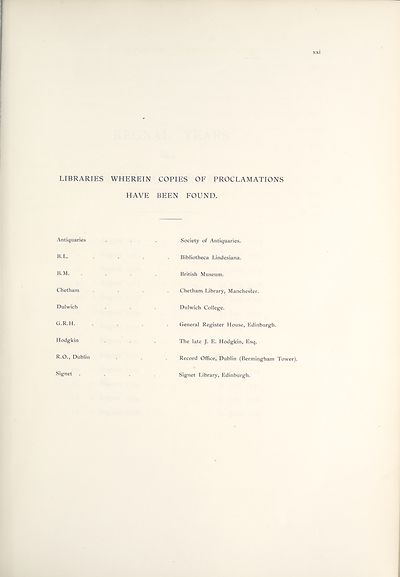 xxi
LIBRARIES WHEREIN COPIES OF PROCLAMATIONS
HAVE BEEN FOUND.
Antiquaries . . . Society of Antiquaries.
B.L. . . . . Bibliotheca Lindesiana.
B.M. . . . . British Museum.
Chetham . . . . Chetham Library, Manchester.
Dulwich . . . Dulwich College.
G.R.H. . . . . General Register House, Edinburgh.
Hodgkin . . . The late J. E. Hodgkin, Esq.
R.O., Dublin . . . Record Office, Dublin (Bermingham Tower).
Signet . . . . Signet Library, Edinburgh.